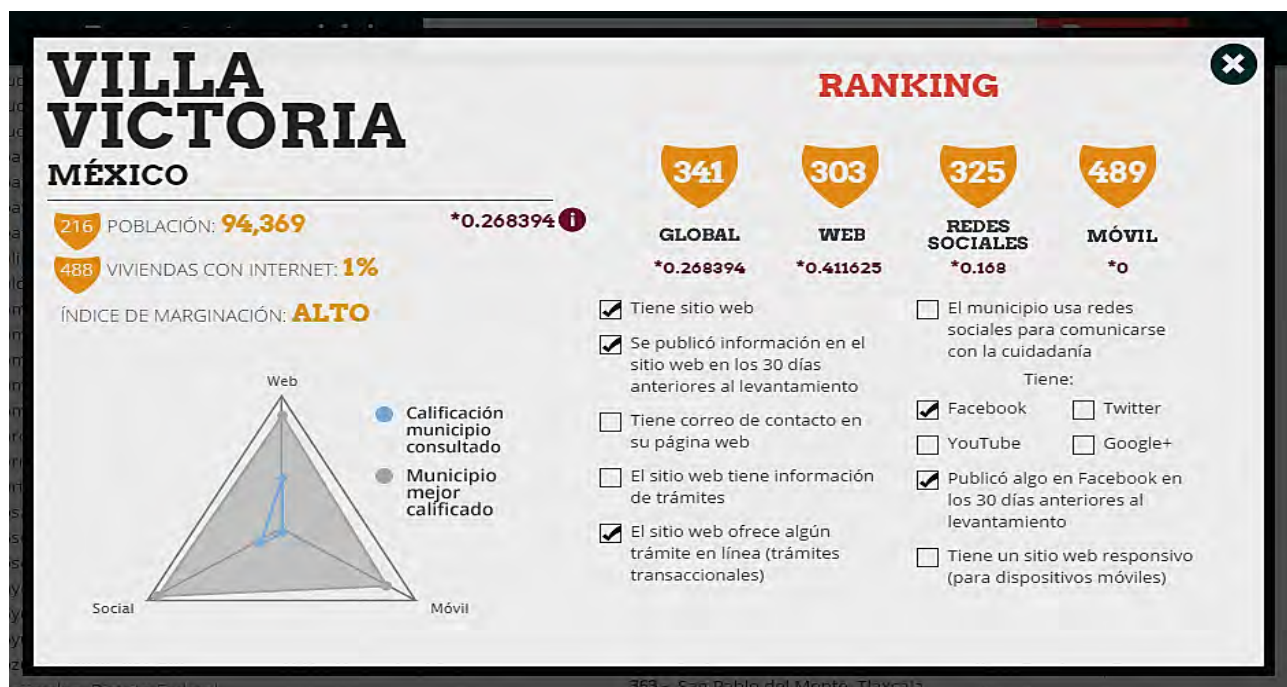 VILLA
VICTORIA
MÉXICO
216 POBLACIÓN: 94,369
*0.268394 i
488 VIVIENDAS CON INTERNET: 1%
ÍNDICE DE MARGINACIÓN: ALTO
Web
Social
Móvil
Calificación
municipio
consultado
Municipio
mejor
calificado
RANKING
341
GLOBAL
*0.268394
303
WEB
*0.411625
325
REDES
SOCIALES
*0.168
489
MÓVIL
*0
Tiene sitio web
Se publicó información en el
sitio web en los 30 días
anteriores al levantamiento
Tiene correo de contacto en
su página web
El sitio web tiene información
de trámites
El sitio web ofrece algún
trámite en línea (trámites
transaccionales)
El municipio usa redes
sociales para comunicarse
con la cuidadanía
Tiene:
Facebook
Twitter
YouTube
Google+
Publicó algo en Facebook en
los 30 días anteriores al
levantamiento
Tiene un sitio web responsivo
(para dispositivos móviles)
363 - San Pablo del Monte, Tlaxcala